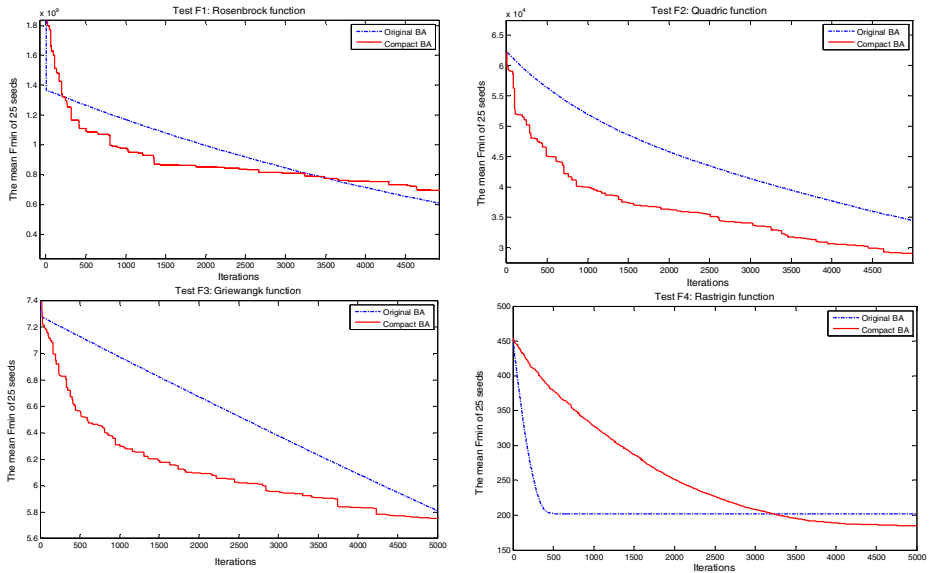 Test F1: Rosenbrock function
x 10^9
1.8
1.6
1.4
1.2
1
0.8
0.6
0.4
The mean Fmin of 25 seeds
0 500 1000 1500 2000 2500 3000 3500 4000 4500
Iterctions
Original BA
Compact BA
Test F2: Quadric function
x 10^4
6.5
6
5.5
5
4.5
4
3.5
3
The mean Fmin of 25 seeds
0 500 1000 1500 2000 2500 3000 3500 4000 4500
Iterctions
Original BA
Compact BA
Test F3: Griewangk function
7.4
7.2
7
6.8
6.6
6.4
6.2
6
5.8
5.6
The mean Fmin of 25 seeds
0 500 1000 1500 2000 2500 3000 3500 4000 4500 5000
Iterctions
Original BA
Compact BA
Test F4: Rastrigin function
500
450
400
350
300
250
200
150
The mean Fmin of 25 seeds
0 500 1000 1500 2000 2500 3000 3500 4000 4500 5000
Iterctions
Original BA
Compact BA